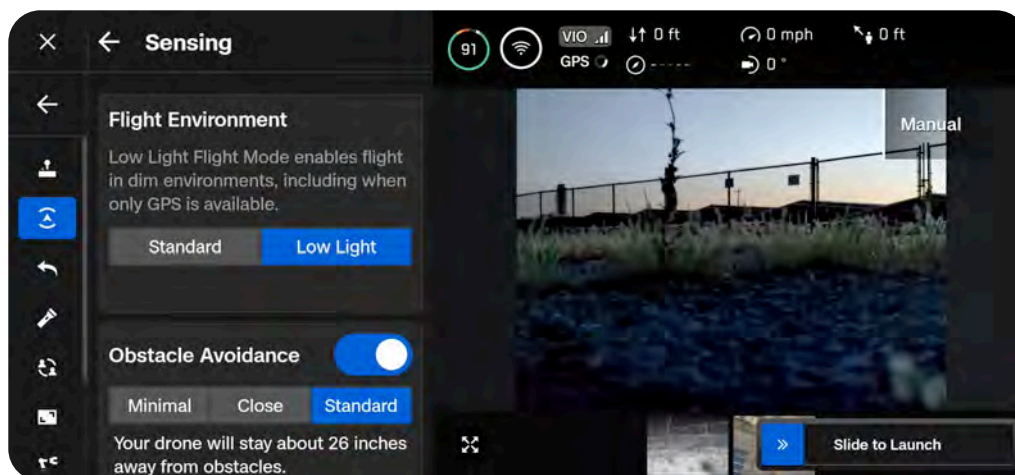 Sensing
Flight Environment
Low Light Flight Mode enables flight
in dim environments, including when
only GPS is available.
Standard
Low Light
Obstacle Avoidance
Minimal
Close
Standard
Your drone will stay about 26 inches
away from obstacles.
91
VIO
GPS
0 ft
-----
0 mph
0 °
0 ft
Manual
Slide to Launch